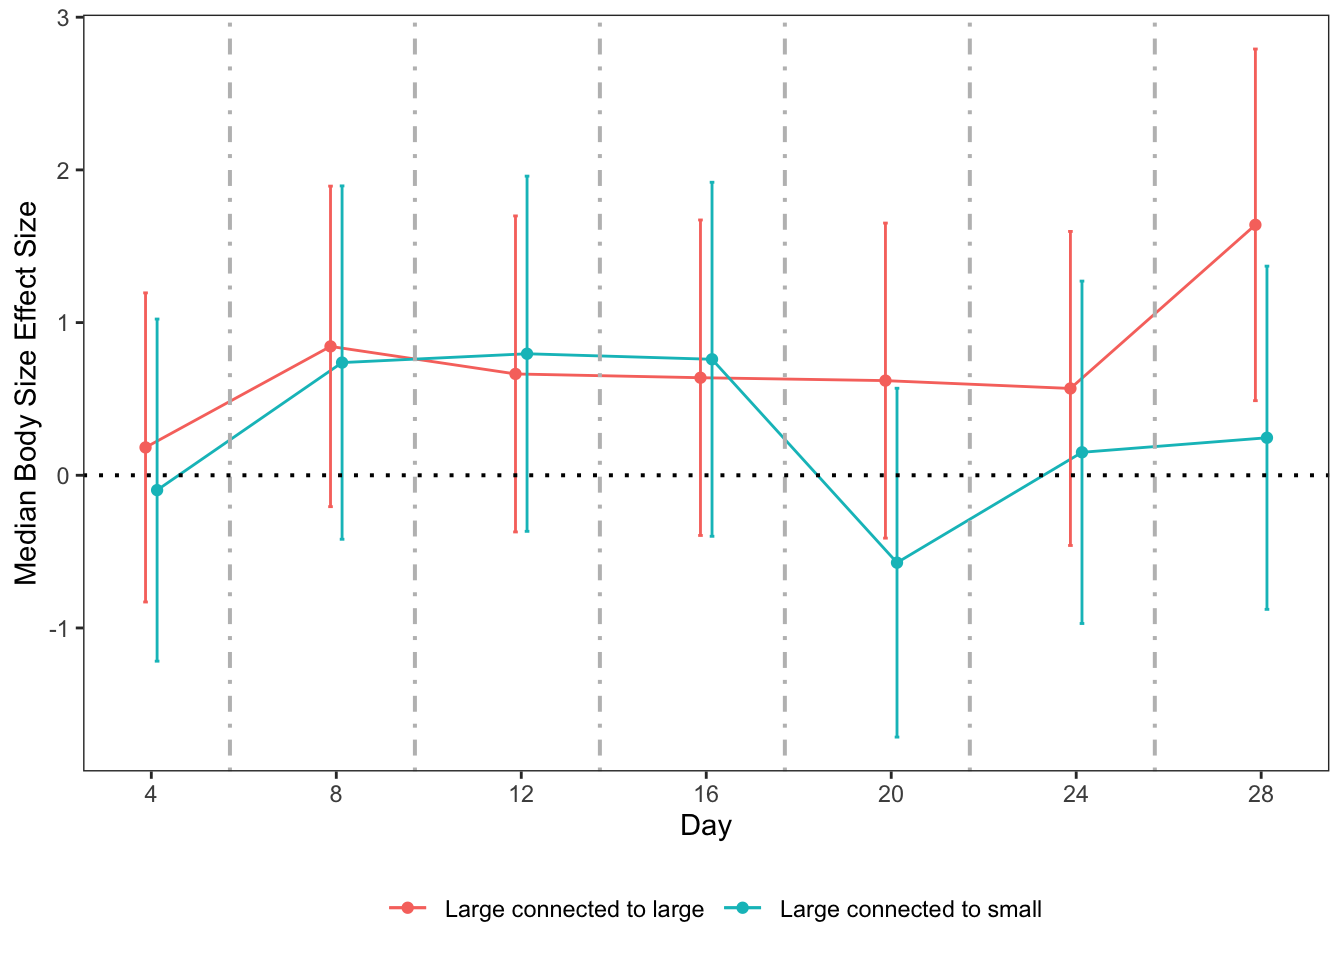 3
2
1
0
-1
Median Body Size Effect Size
4 8 12 16 20 24 28
Day
Large connected to large Large connected to small